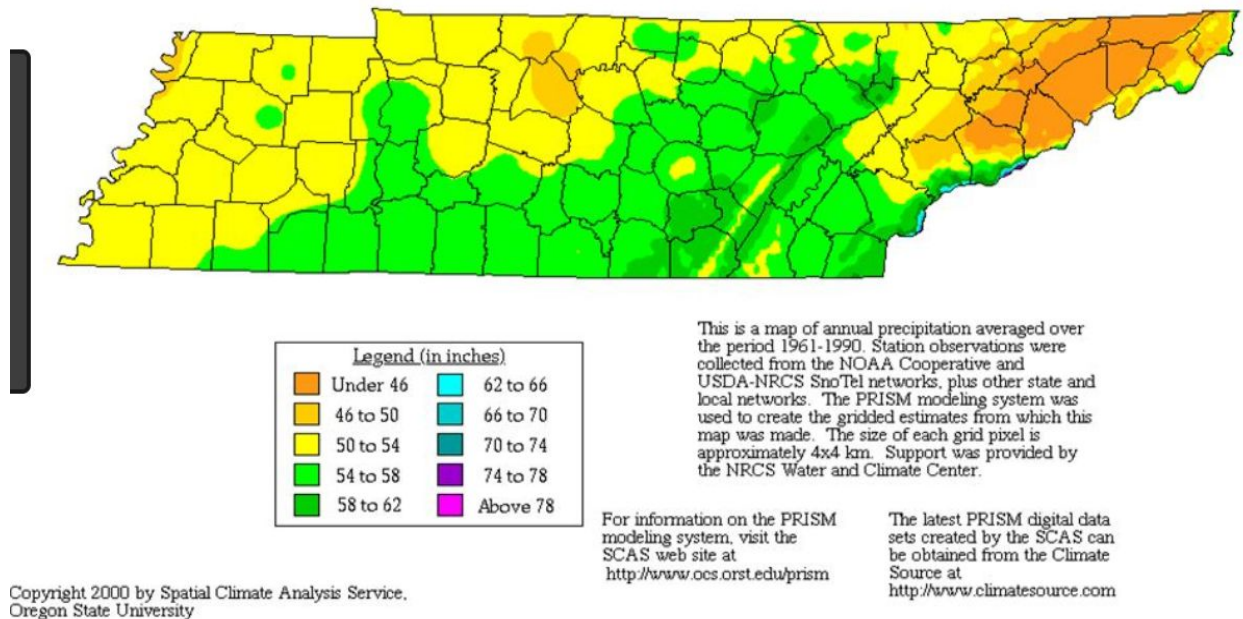 Legend (in inches)
Under 46
46 to 50
50 to 54
54 to 58
58 to 62
62 to 66
66 to 70
70 to 74
74 to 78
Above 78
This is a map of annual precipitation averaged over
the period 1961-1990. Station observations were
collected from the NOAA Cooperative and
USDA-NRCS SnoTel networks, plus other state and
local networks. The PRISM modeling system was
used to create the gridded estimates from which this
map was made. The size of each grid pixel is
approximately 4x4 km. Support was provided by
the NRCS Water and Climate Center.
For information on the PRISM
modeling system, visit the
SCAS web site at
http://www.ocs.orst.edu/prism
The latest PRISM digital data
sets created by the SCAS can
be obtained from the Climate
Source at
http://www.climatesource.com
Copyright 2000 by Spatial Climate Analysis Service,
Oregon State University